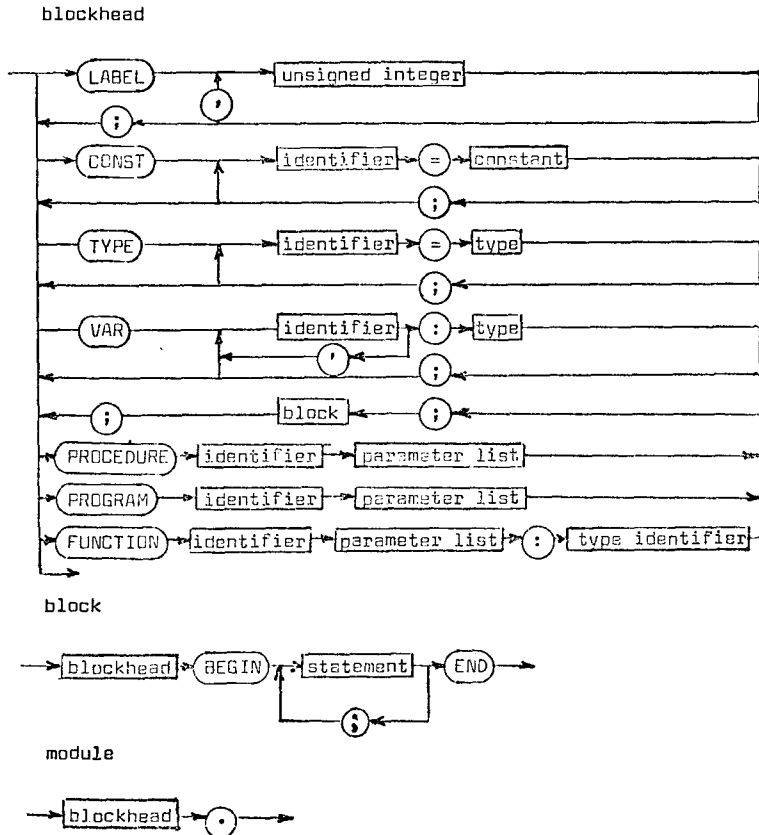 blockhead
LABEL , unsigned integer
;
CONST identifier = constant
;
TYPE identifier = type
;
VAR identifier : type
,
;
; block ;
PROCEDURE identifier parameter list
PROGRAM identifier parameter list
FUNCTION identifier parameter list : type identifier
block
blockhead BEGIN statement END
;
module
blockhead .